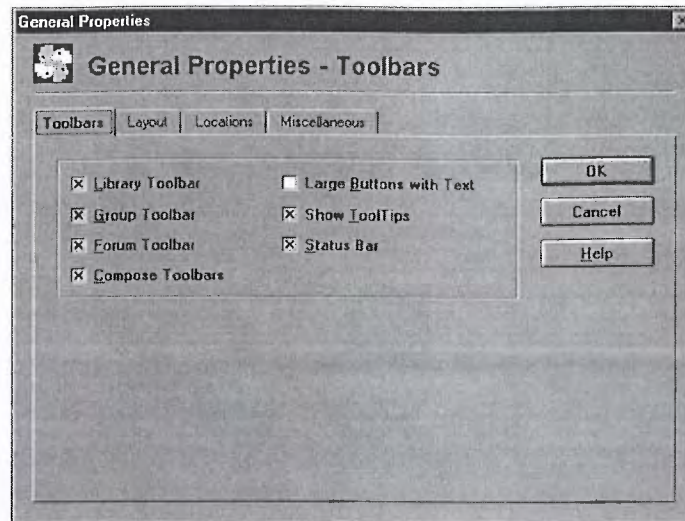 General Properties
General Properties - Toolbars
Toolbars
Layout
Locations
Miscellaneous
Library Toolbar
Group Toolbar
Forum Toolbar
Compose Toolbars
Large Buttons with Text
Show ToolTips
Status Bar
OK
Cancel
Help